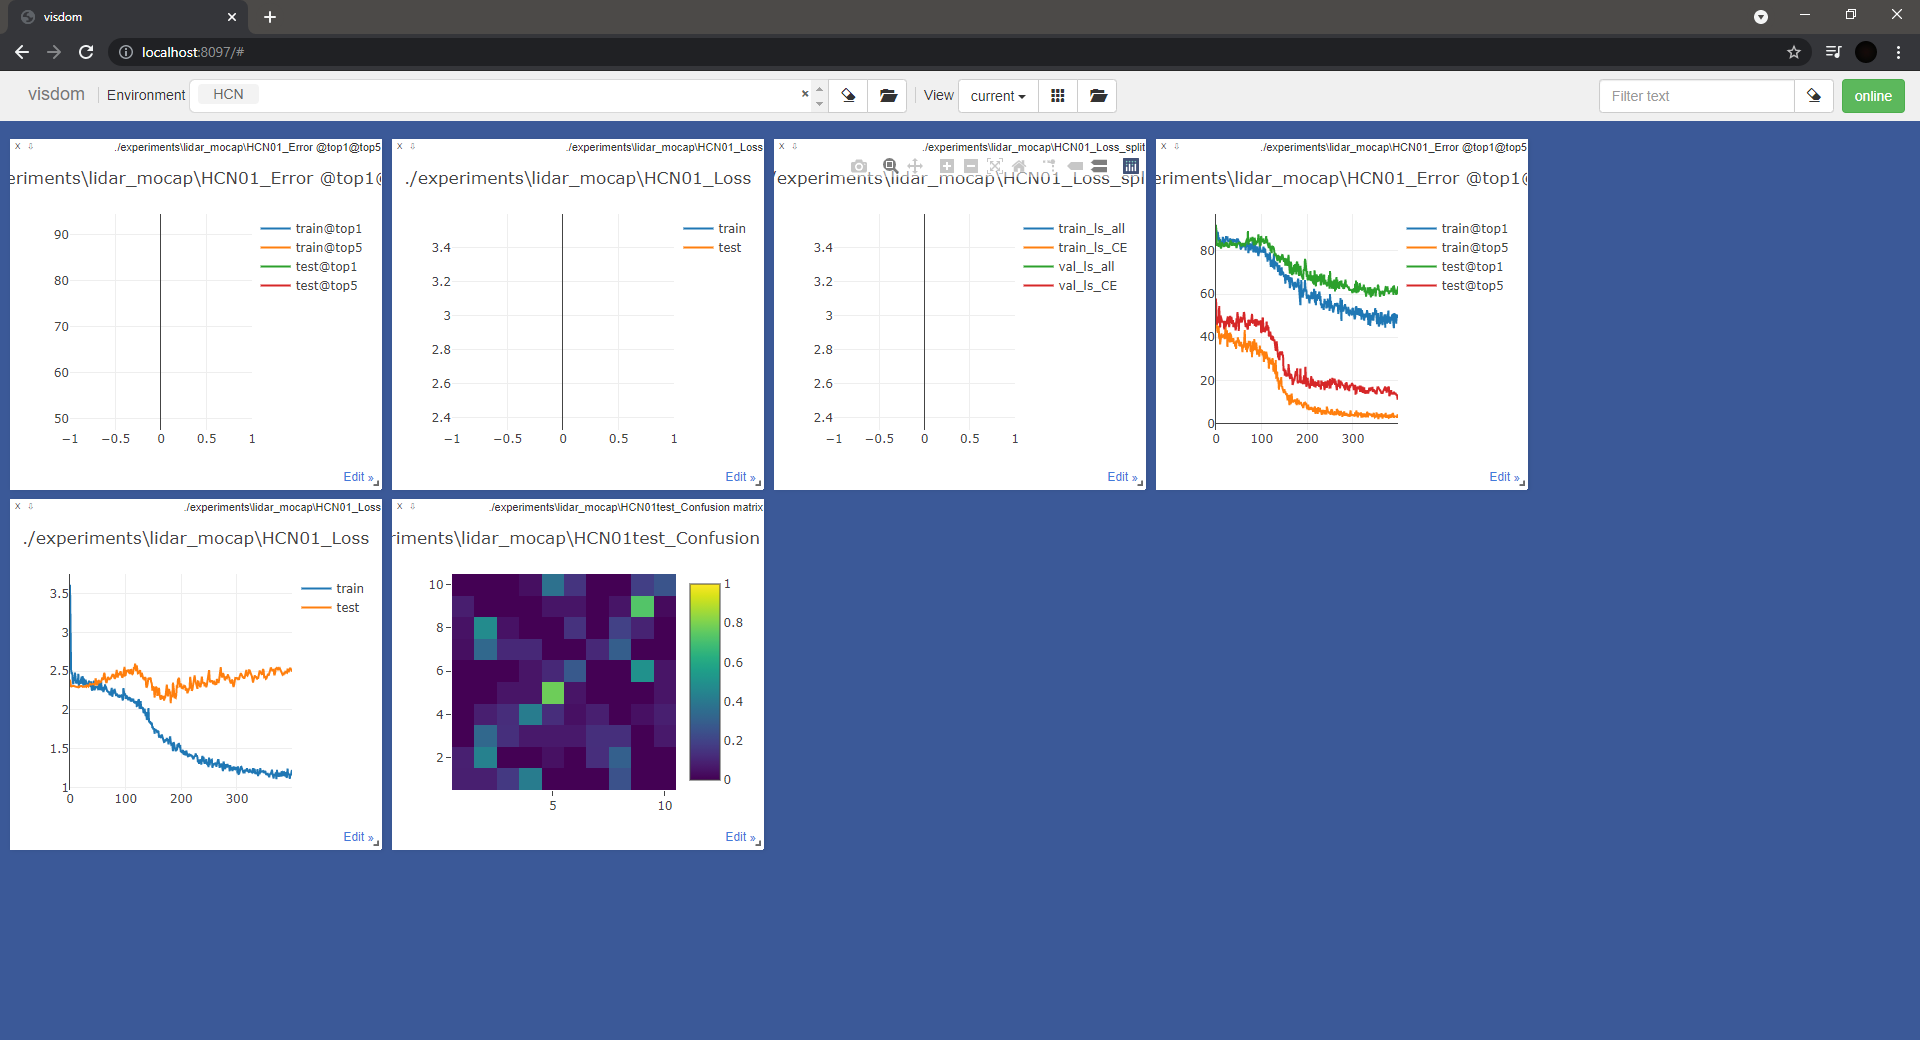 visdom
localhost:8097/#
visdom Environment HCN × View current online
Filter text
X ./experiments\lidar_mocap\HCN01_Error @top1@top5
eriments\lidar_mocap\HCN01_Error @top1@
90
80
70
60
50
−1 −0.5 0 0.5 1
train@top1
train@top5
test@top1
test@top5
Edit »
X ./experiments\lidar_mocap\HCN01_Loss
./experiments\lidar_mocap\HCN01_Loss
3.4
3.2
3
2.8
2.6
2.4
−1 −0.5 0 0.5 1
train
test
Edit »
X ./experiments\lidar_mocap\HCN01_Loss_split
/experiments\lidar_mocap\HCN01_Loss_spl
3.4
3.2
3
2.8
2.6
2.4
−1 −0.5 0 0.5 1
train_ls_all
train_ls_CE
val_ls_all
val_ls_CE
Edit »
X ./experiments\lidar_mocap\HCN01_Error @top1@top5
eriments\lidar_mocap\HCN01_Error @top1@
80
60
40
20
0
0 100 200 300
train@top1
train@top5
test@top1
test@top5
Edit »
X ./experiments\lidar_mocap\HCN01_Loss
./experiments\lidar_mocap\HCN01_Loss
3.5
3
2.5
2
1.5
1
0 100 200 300
train
test
Edit »
X ./experiments\lidar_mocap\HCN01test_Confusion matrix
riments\lidar_mocap\HCN01test_Confusion
10
8
6
4
2
5 10
1
0.8
0.6
0.4
0.2
0
Edit »